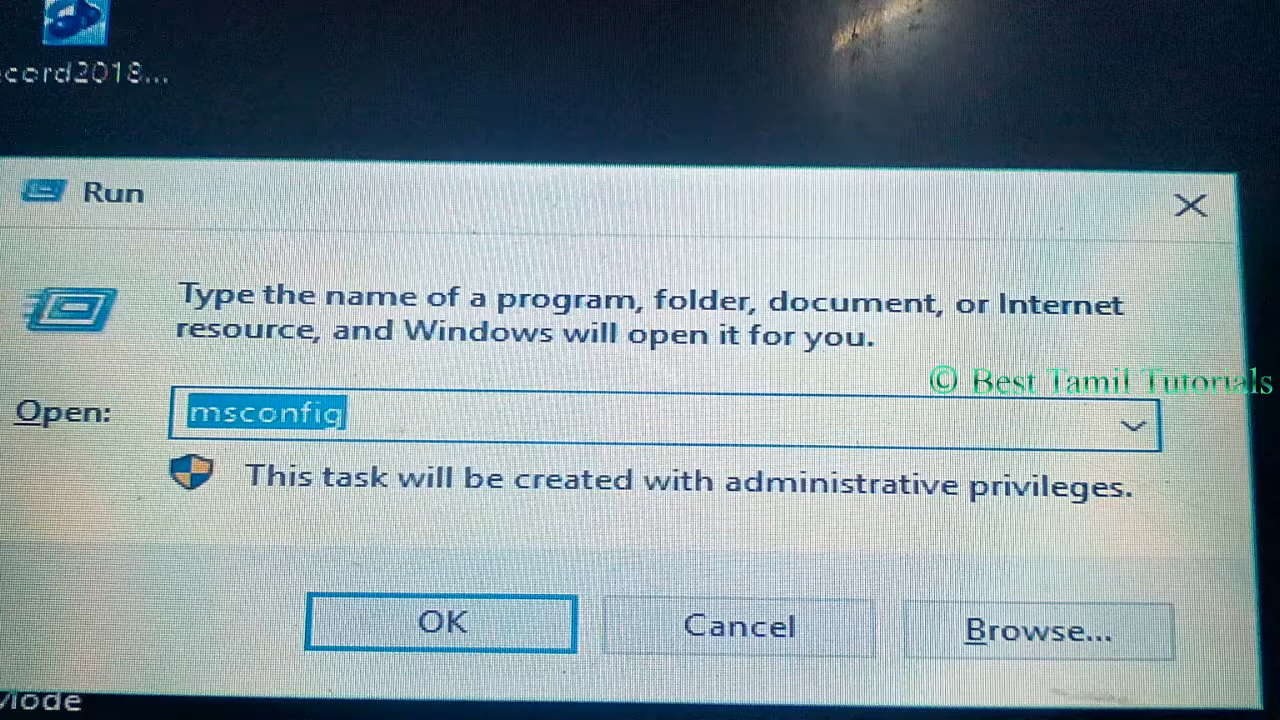 cord2018...
Run
Type the name of a program, folder, document, or Internet
resource, and Windows will open it for you.
© Best Tamil Tutorials
Open: msconfig
This task will be created with administrative privileges.
OK Cancel Browse...
Mode